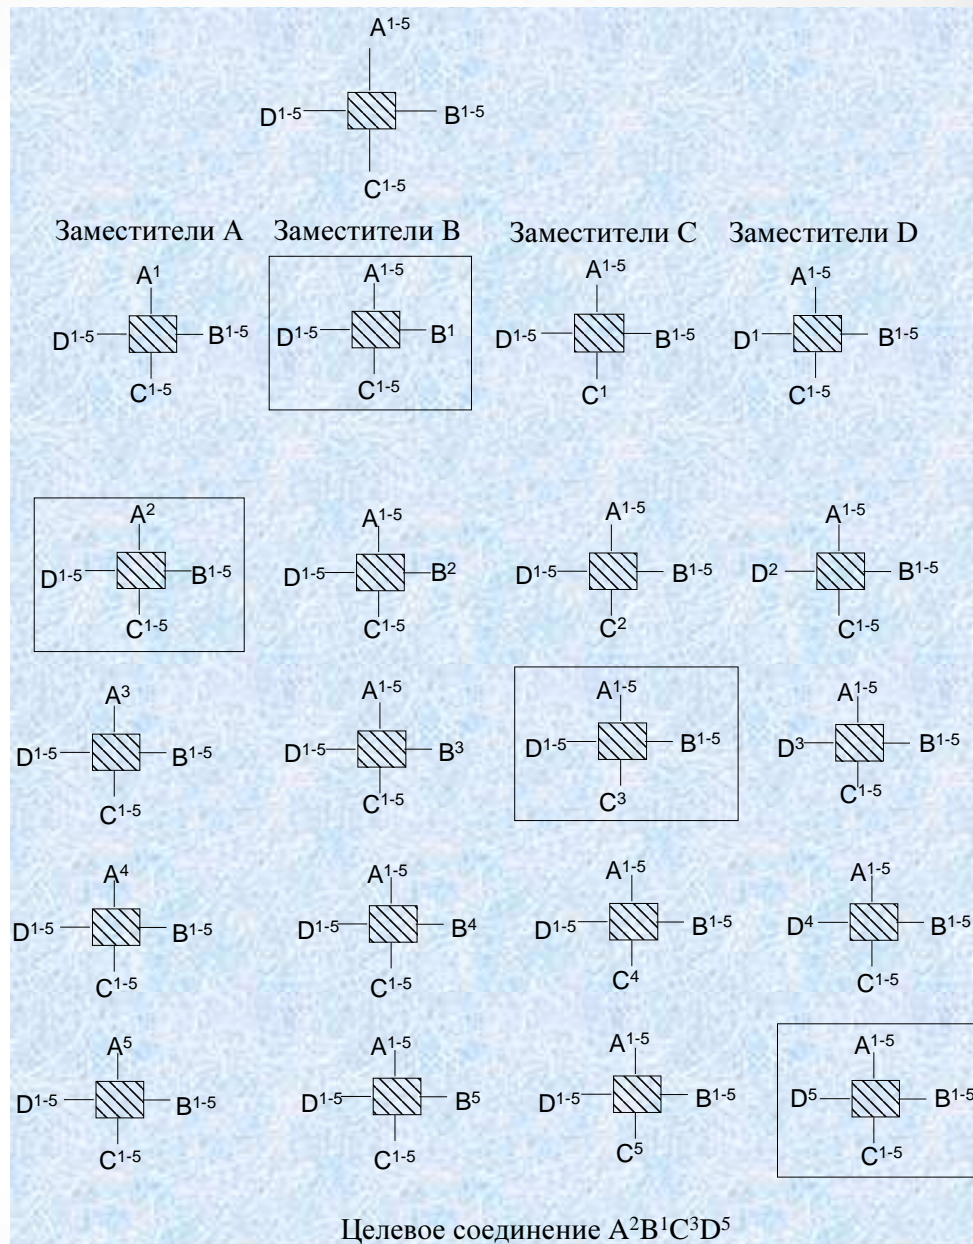 A¹⁻⁵
D¹⁻⁵ B¹⁻⁵
C¹⁻⁵
Заместители A Заместители B Заместители C Заместители D
A¹ A¹⁻⁵ A¹⁻⁵ A¹⁻⁵
D¹⁻⁵ B¹⁻⁵ D¹⁻⁵ B¹ D¹⁻⁵ B¹⁻⁵ D¹ B¹⁻⁵
C¹⁻⁵ C¹⁻⁵ C¹ C¹⁻⁵
A² A¹⁻⁵ A¹⁻⁵ A¹⁻⁵
D¹⁻⁵ B¹⁻⁵ D¹⁻⁵ B² D¹⁻⁵ B¹⁻⁵ D² B¹⁻⁵
C¹⁻⁵ C¹⁻⁵ C² C¹⁻⁵
A³ A¹⁻⁵ A¹⁻⁵ A¹⁻⁵
D¹⁻⁵ B¹⁻⁵ D¹⁻⁵ B³ D¹⁻⁵ B¹⁻⁵ D³ B¹⁻⁵
C¹⁻⁵ C¹⁻⁵ C³ C¹⁻⁵
A⁴ A¹⁻⁵ A¹⁻⁵ A¹⁻⁵
D¹⁻⁵ B¹⁻⁵ D¹⁻⁵ B⁴ D¹⁻⁵ B¹⁻⁵ D⁴ B¹⁻⁵
C¹⁻⁵ C¹⁻⁵ C⁴ C¹⁻⁵
A⁵ A¹⁻⁵ A¹⁻⁵ A¹⁻⁵
D¹⁻⁵ B¹⁻⁵ D¹⁻⁵ B⁵ D¹⁻⁵ B¹⁻⁵ D⁵ B¹⁻⁵
C¹⁻⁵ C¹⁻⁵ C⁵ C¹⁻⁵
Целевое соединение A²B¹C³D⁵